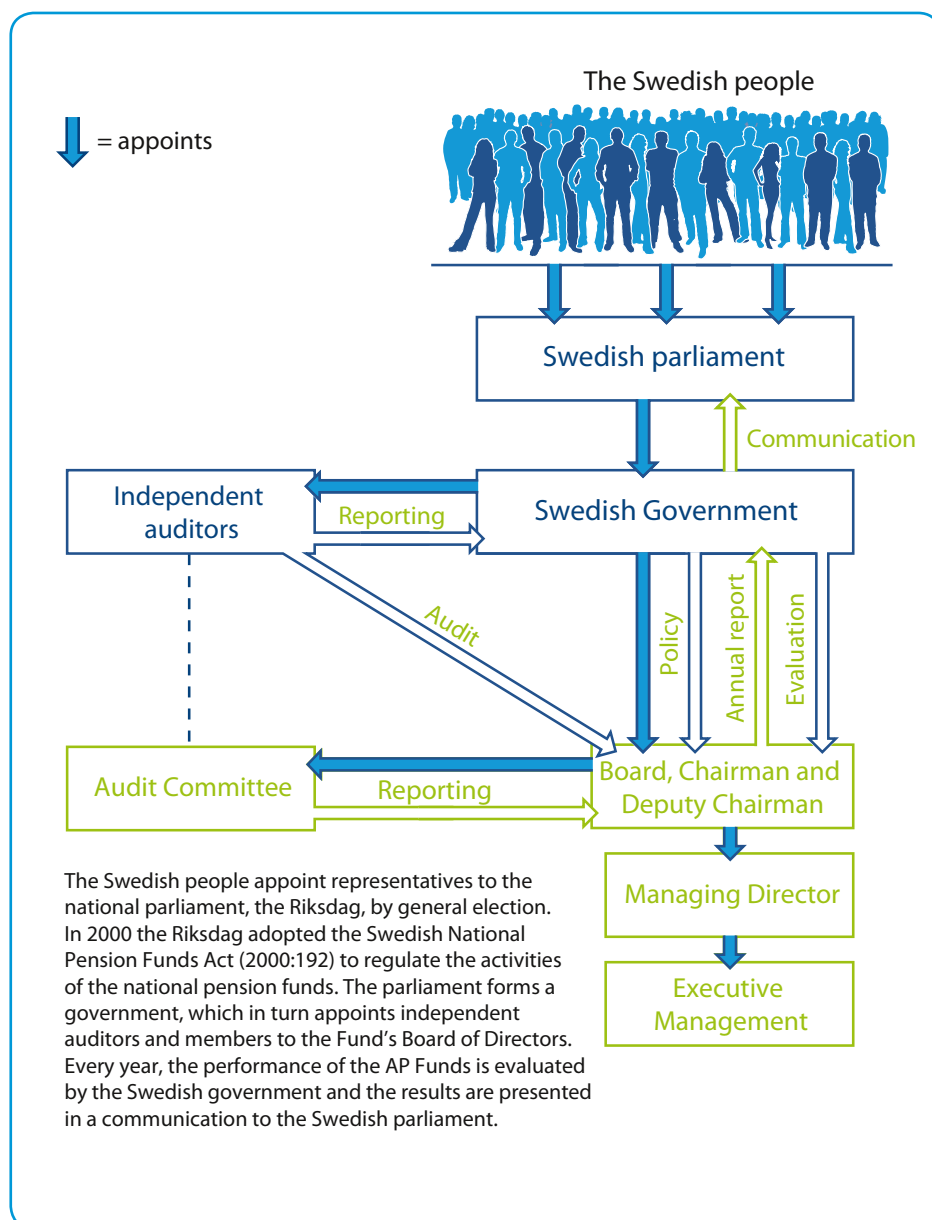 The Swedish people
= appoints
Swedish parliament
Communication
Independent
auditors
Reporting
Swedish Government
Audit
Policy
Annual report
Evaluation
Audit Committee
Reporting
Board, Chairman and
Deputy Chairman
Managing Director
Executive
Management
The Swedish people appoint representatives to the
national parliament, the Riksdag, by general election.
In 2000 the Riksdag adopted the Swedish National
Pension Funds Act (2000:192) to regulate the activities
of the national pension funds. The parliament forms a
government, which in turn appoints independent
auditors and members to the Fund's Board of Directors.
Every year, the performance of the AP Funds is evaluated
by the Swedish government and the results are presented
in a communication to the Swedish parliament.